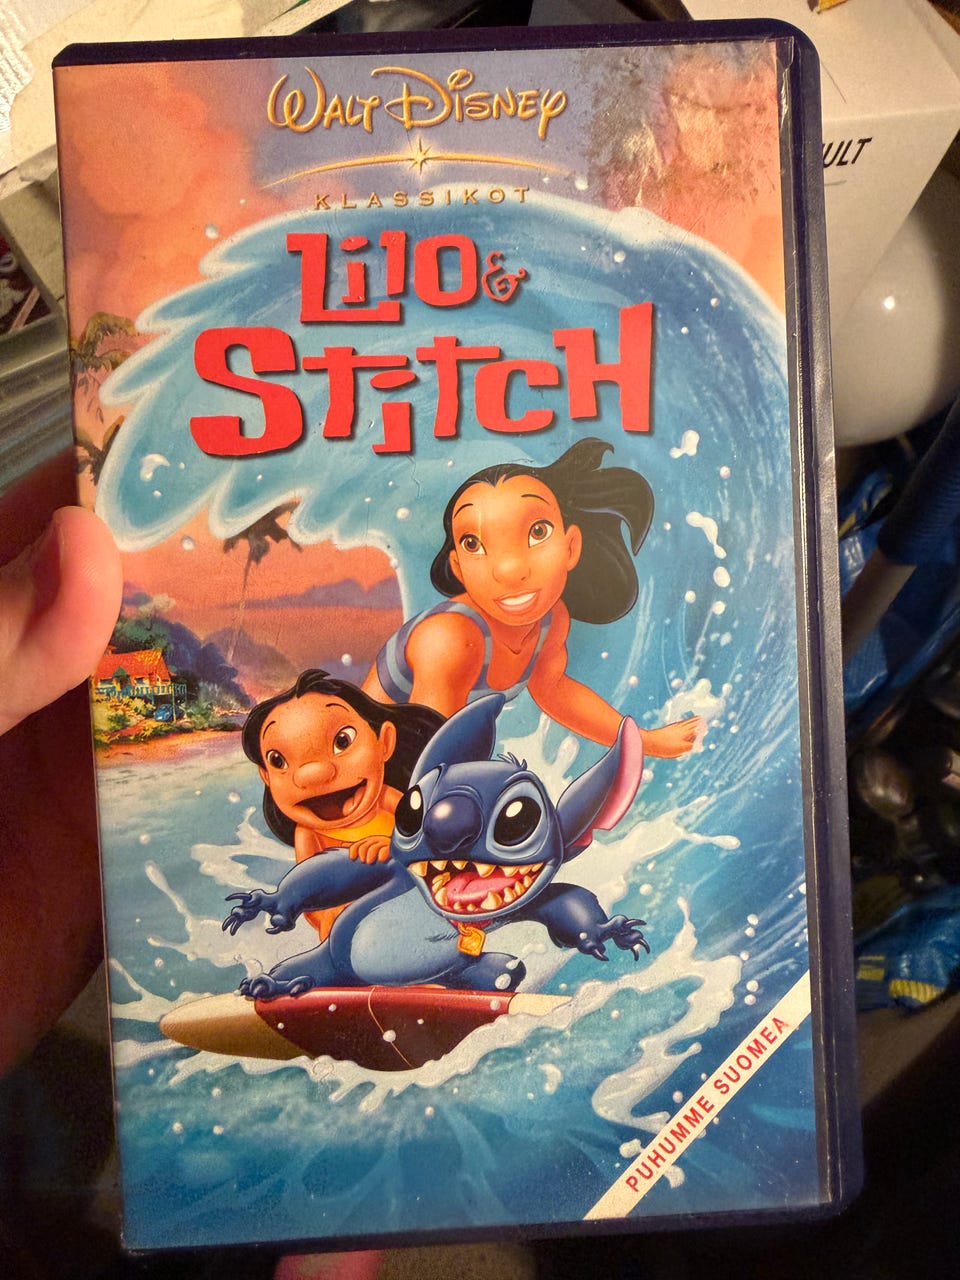 WALT DISNEY
KLASSIKOT
LiLO &
STiTCH
PUHUMME SUOMEA